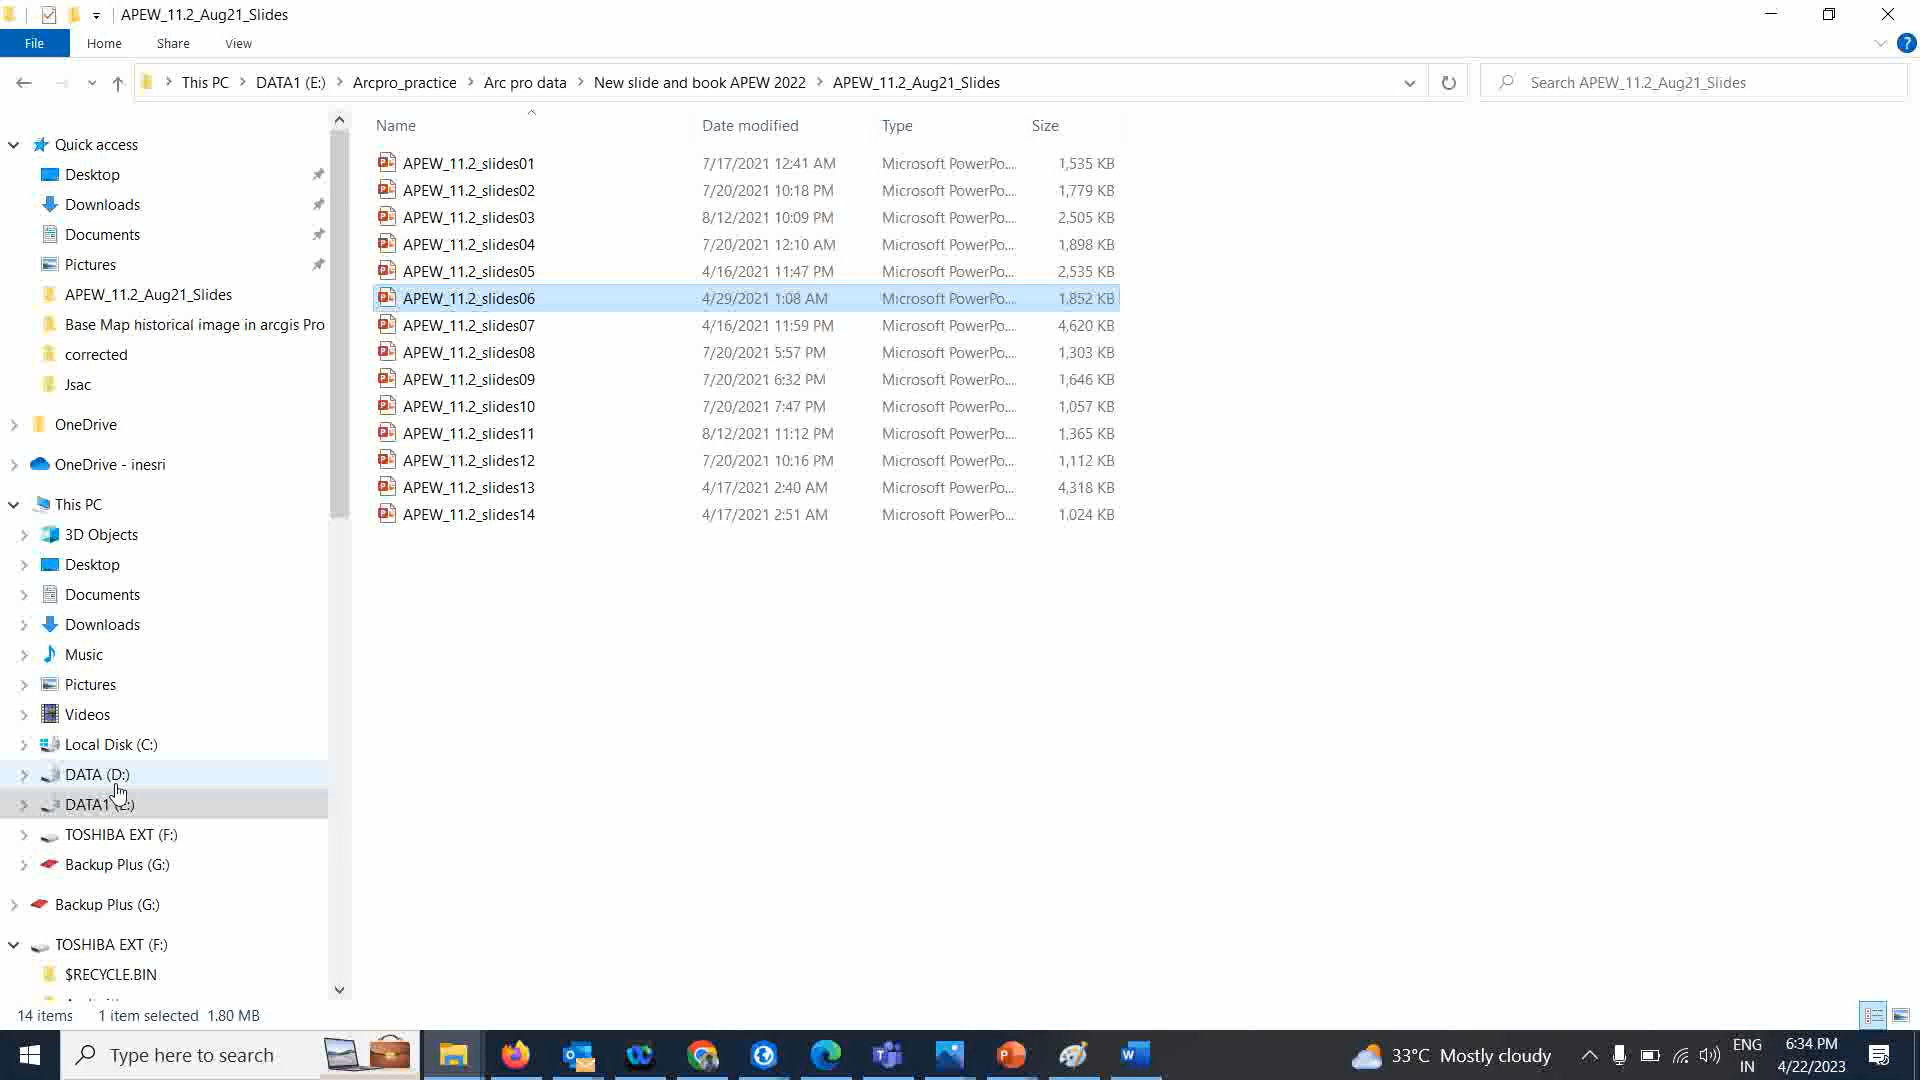 APEW_11.2_Aug21_Slides
File Home Share View
This PC DATA1 (E:) Arcpro_practice Arc pro data New slide and book APEW 2022 APEW_11.2_Aug21_Slides
Search APEW_11.2_Aug21_Slides
Name Date modified Type Size
APEW_11.2_slides01 7/17/2021 12:41 AM Microsoft PowerPo... 1,535 KB
APEW_11.2_slides02 7/20/2021 10:18 PM Microsoft PowerPo... 1,779 KB
APEW_11.2_slides03 8/12/2021 10:09 PM Microsoft PowerPo... 2,505 KB
APEW_11.2_slides04 7/20/2021 12:10 AM Microsoft PowerPo... 1,898 KB
APEW_11.2_slides05 4/16/2021 11:47 PM Microsoft PowerPo... 2,535 KB
APEW_11.2_slides06 4/29/2021 1:08 AM Microsoft PowerPo... 1,852 KB
APEW_11.2_slides07 4/16/2021 11:59 PM Microsoft PowerPo... 4,620 KB
APEW_11.2_slides08 7/20/2021 5:57 PM Microsoft PowerPo... 1,303 KB
APEW_11.2_slides09 7/20/2021 6:32 PM Microsoft PowerPo... 1,646 KB
APEW_11.2_slides10 7/20/2021 7:47 PM Microsoft PowerPo... 1,057 KB
APEW_11.2_slides11 8/12/2021 11:12 PM Microsoft PowerPo... 1,365 KB
APEW_11.2_slides12 7/20/2021 10:16 PM Microsoft PowerPo... 1,112 KB
APEW_11.2_slides13 4/17/2021 2:40 AM Microsoft PowerPo... 4,318 KB
APEW_11.2_slides14 4/17/2021 2:51 AM Microsoft PowerPo... 1,024 KB
Quick access
Desktop
Downloads
Documents
Pictures
APEW_11.2_Aug21_Slides
Base Map historical image in arcgis Pro
corrected
Jsac
OneDrive
OneDrive - inesri
This PC
3D Objects
Desktop
Documents
Downloads
Music
Pictures
Videos
Local Disk (C:)
DATA (D:)
DATA1 (E:)
TOSHIBA EXT (F:)
Backup Plus (G:)
Backup Plus (G:)
TOSHIBA EXT (F:)
$RECYCLE.BIN
14 items 1 item selected 1.80 MB
Type here to search
33°C Mostly cloudy
ENG
IN
6:34 PM
4/22/2023